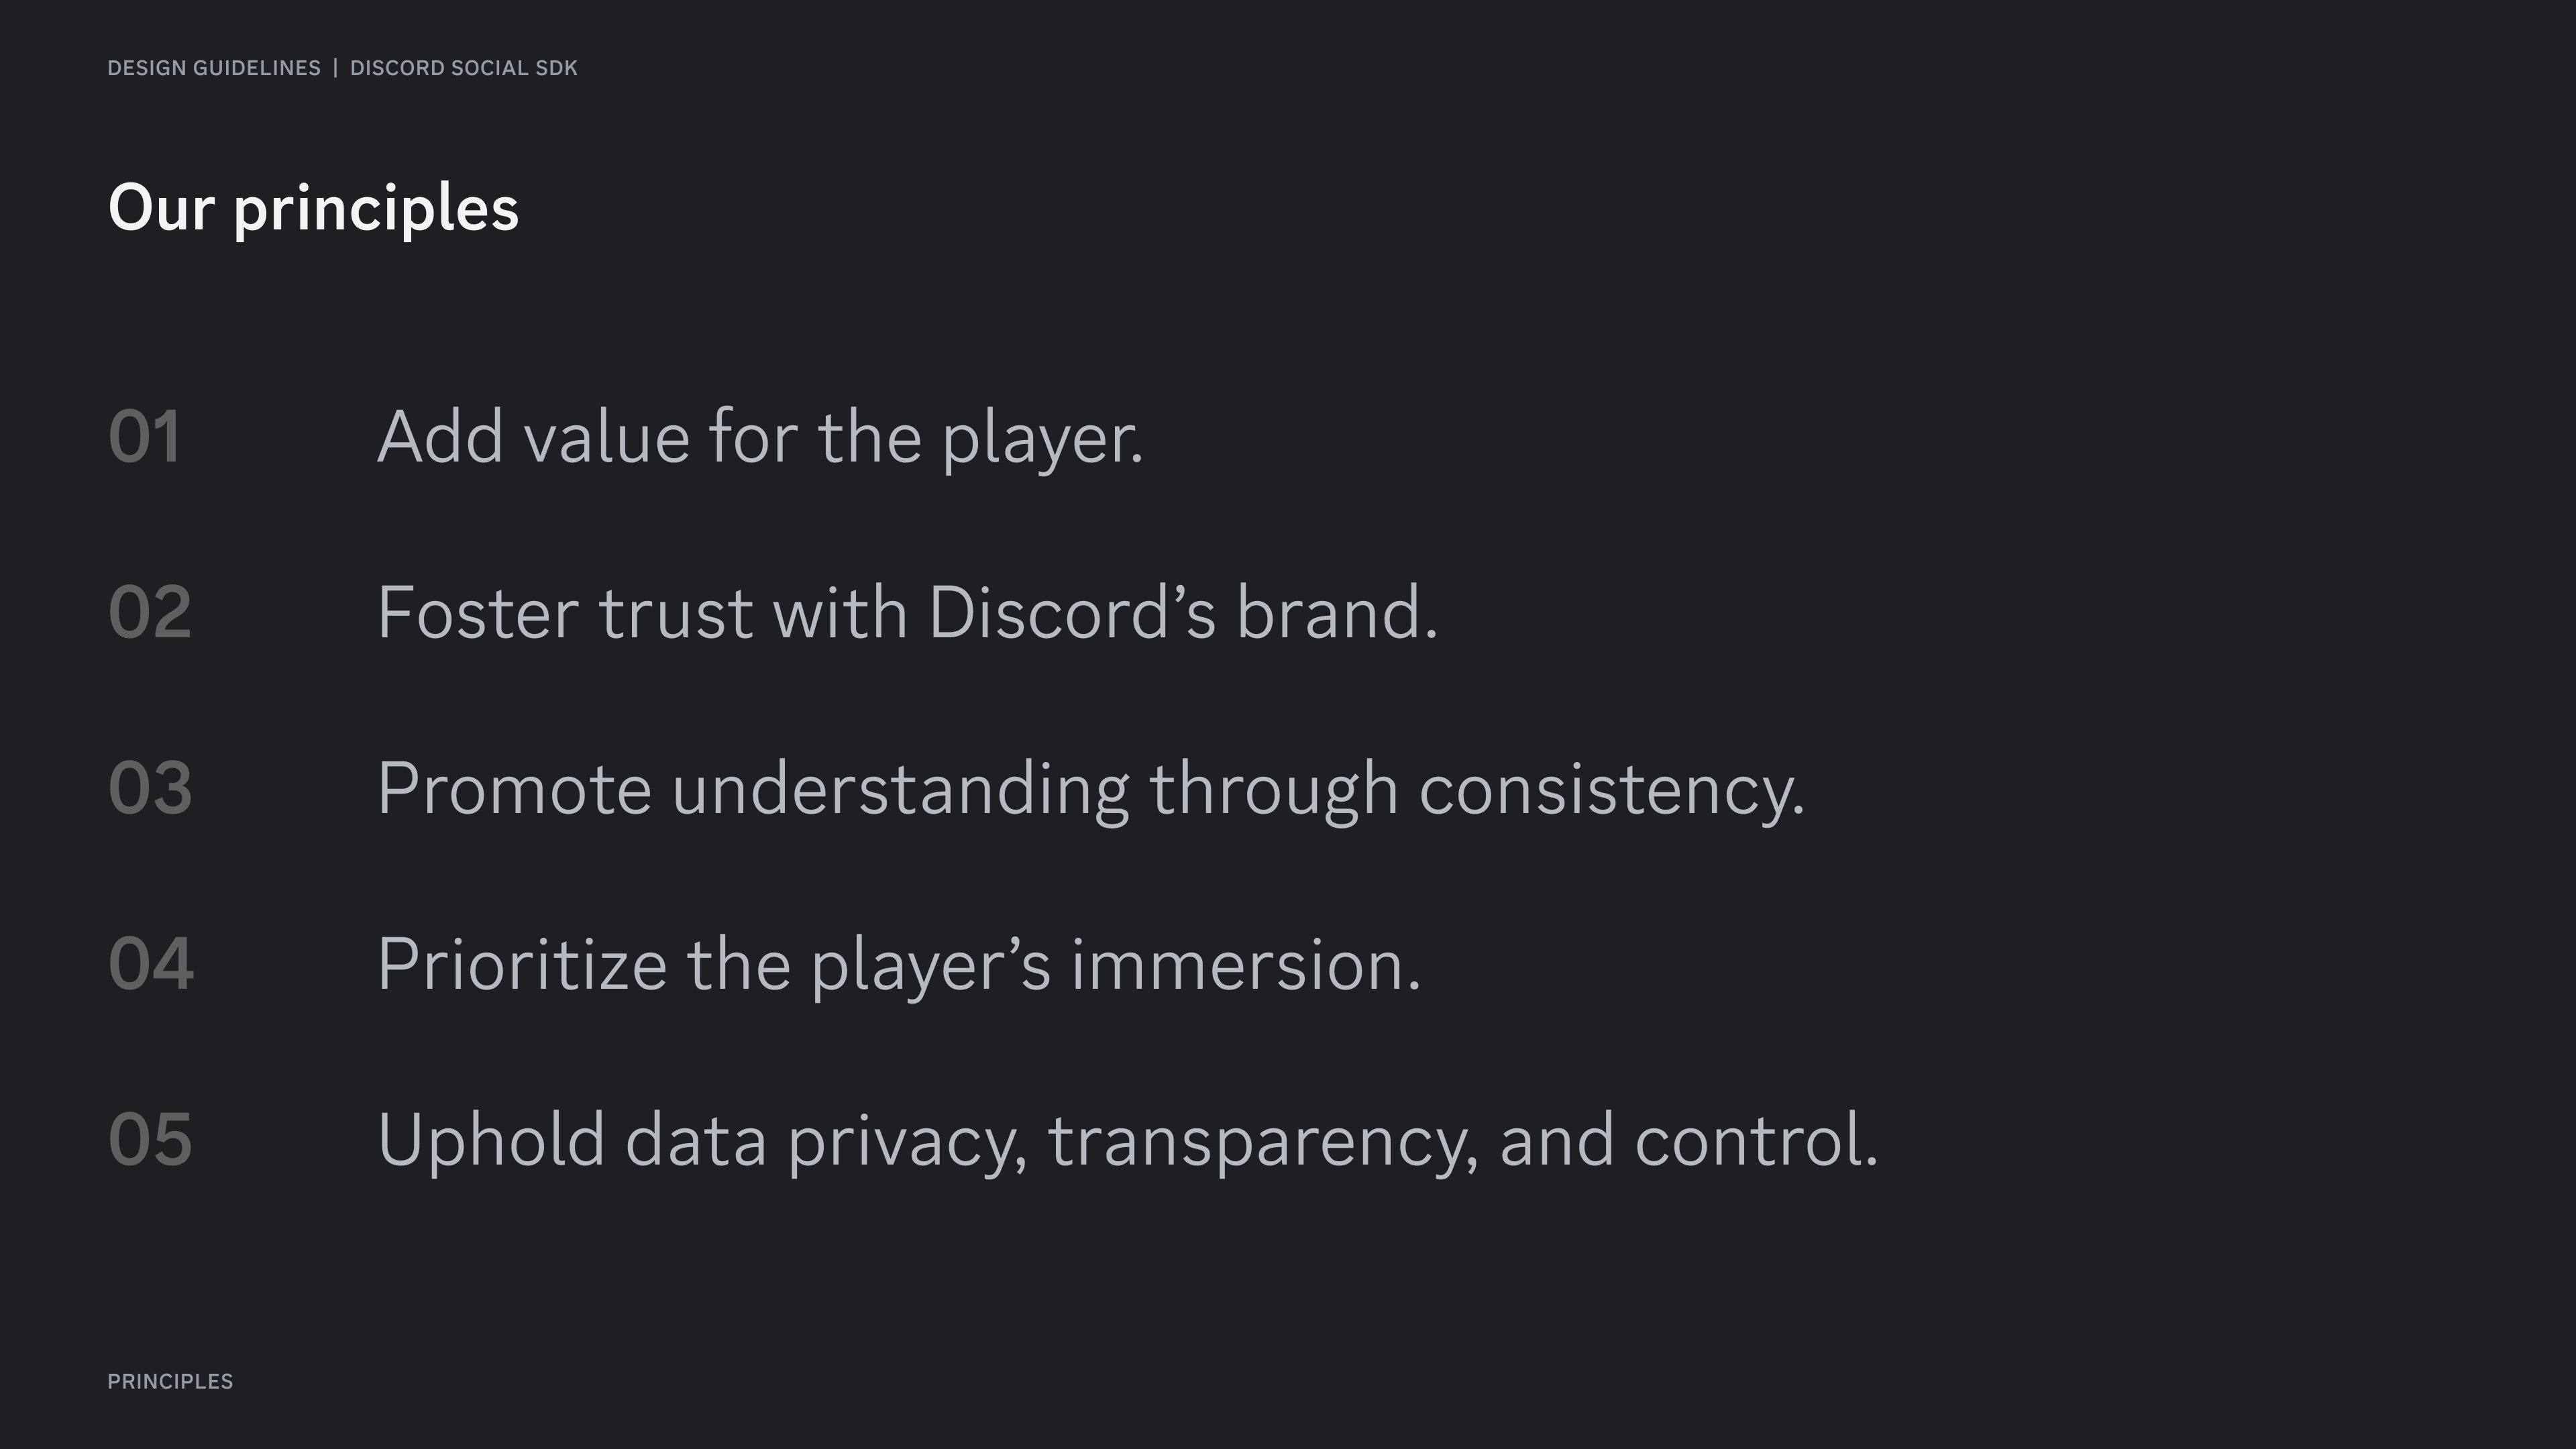 DESIGN GUIDELINES | DISCORD SOCIAL SDK
Our principles
01 Add value for the player.
02 Foster trust with Discord’s brand.
03 Promote understanding through consistency.
04 Prioritize the player’s immersion.
05 Uphold data privacy, transparency, and control.
PRINCIPLES